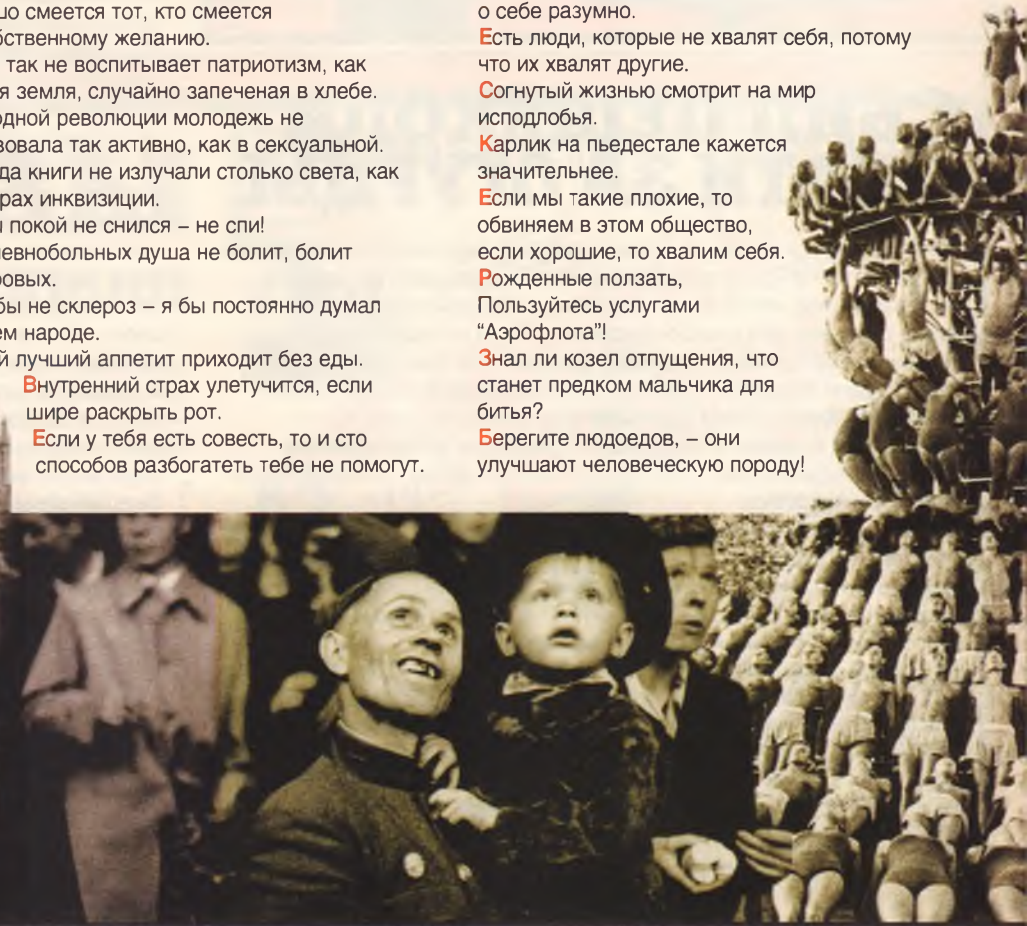 смеется тот, кто смеется
желанию.
так не воспитывает патриотизм, как
земля, случайно запеченая в хлебе.
революции молодежь не
так активно, как в сексуальной.
книги не излучали столько света, как
инквизиции.
покой не снился – не спи!
душа не болит, болит
бы не склероз – я бы постоянно думал
народе.
лучший аппетит приходит без еды.
Внутренний страх улетучится, если
шире раскрыть рот.
Если у тебя есть совесть, то и сто
способов разбогатеть тебе не помогут.
о себе разумно.
Есть люди, которые не хвалят себя, потому
что их хвалят другие.
Согнутый жизнью смотрит на мир
исподлобья.
Карлик на пьедестале кажется
значительнее.
Если мы такие плохие, то
обвиняем в этом общество,
если хорошие, то хвалим себя.
Рожденные ползать,
Пользуйтесь услугами
“Аэрофлота”!
Знал ли козел отпущения, что
станет предком мальчика для
битья?
Берегите людоедов, – они
улучшают человеческую породу!